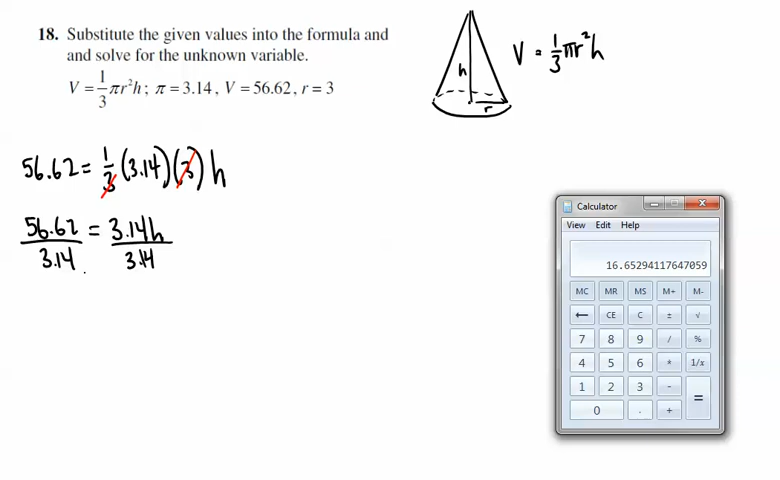 18. Substitute the given values into the formula and
and solve for the unknown variable.
V = 1/3 πr²h; π = 3.14, V = 56.62, r = 3
V = 1/3 πr²h
h
r
56.62 = 1/3 (3.14)(3) h
56.62/3.14 = 3.14h/3.14
Calculator
View Edit Help
16.65294117647059
MC MR MS M+ M-
← CE C ± √
7 8 9 / %
4 5 6 * 1/x
1 2 3 - =
0 . +